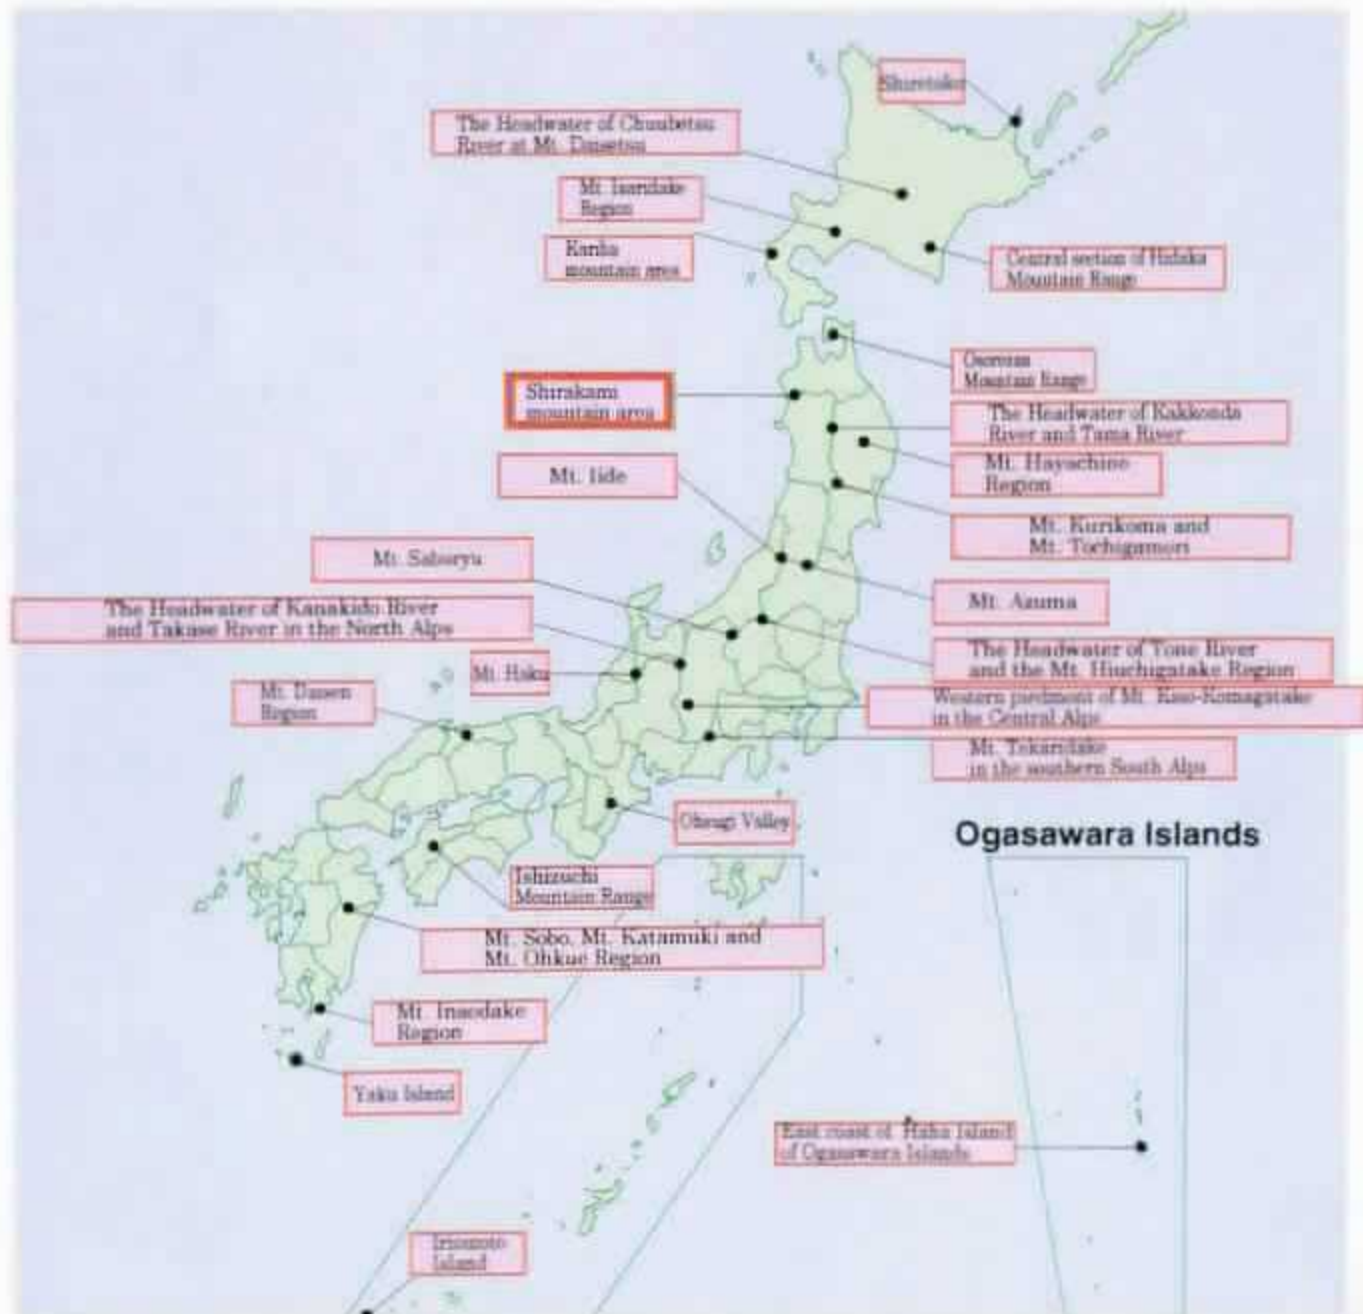 Shiretoko
The Headwater of Chuubetsu
River at Mt. Daisetsu
Mt. Isaridake
Region
Kariba
mountain area
Central section of Hidaka
Mountain Range
Osorezan
Mountain Range
Shirakami
mountain area
The Headwater of Kakkonda
River and Tama River
Mt. Hayachine
Region
Mt. Iide
Mt. Kurikoma and
Mt. Tochigamori
Mt. Saboryu
Mt. Azuma
The Headwater of Kanakido River
and Takase River in the North Alps
The Headwater of Tone River
and the Mt. Hiuchigatake Region
Mt. Haku
Mt. Daisen
Region
Western piedmont of Mt. Kiso-Komagatake
in the Central Alps
Mt. Tekaridake
in the southern South Alps
Ohsugi Valley
Ogasawara Islands
Ishizuchi
Mountain Range
Mt. Sobo, Mt. Katamuki and
Mt. Ohkue Region
Mt. Inaodake
Region
Yaku Island
East coast of Haha Island
of Ogasawara Islands
Iriomote
Island